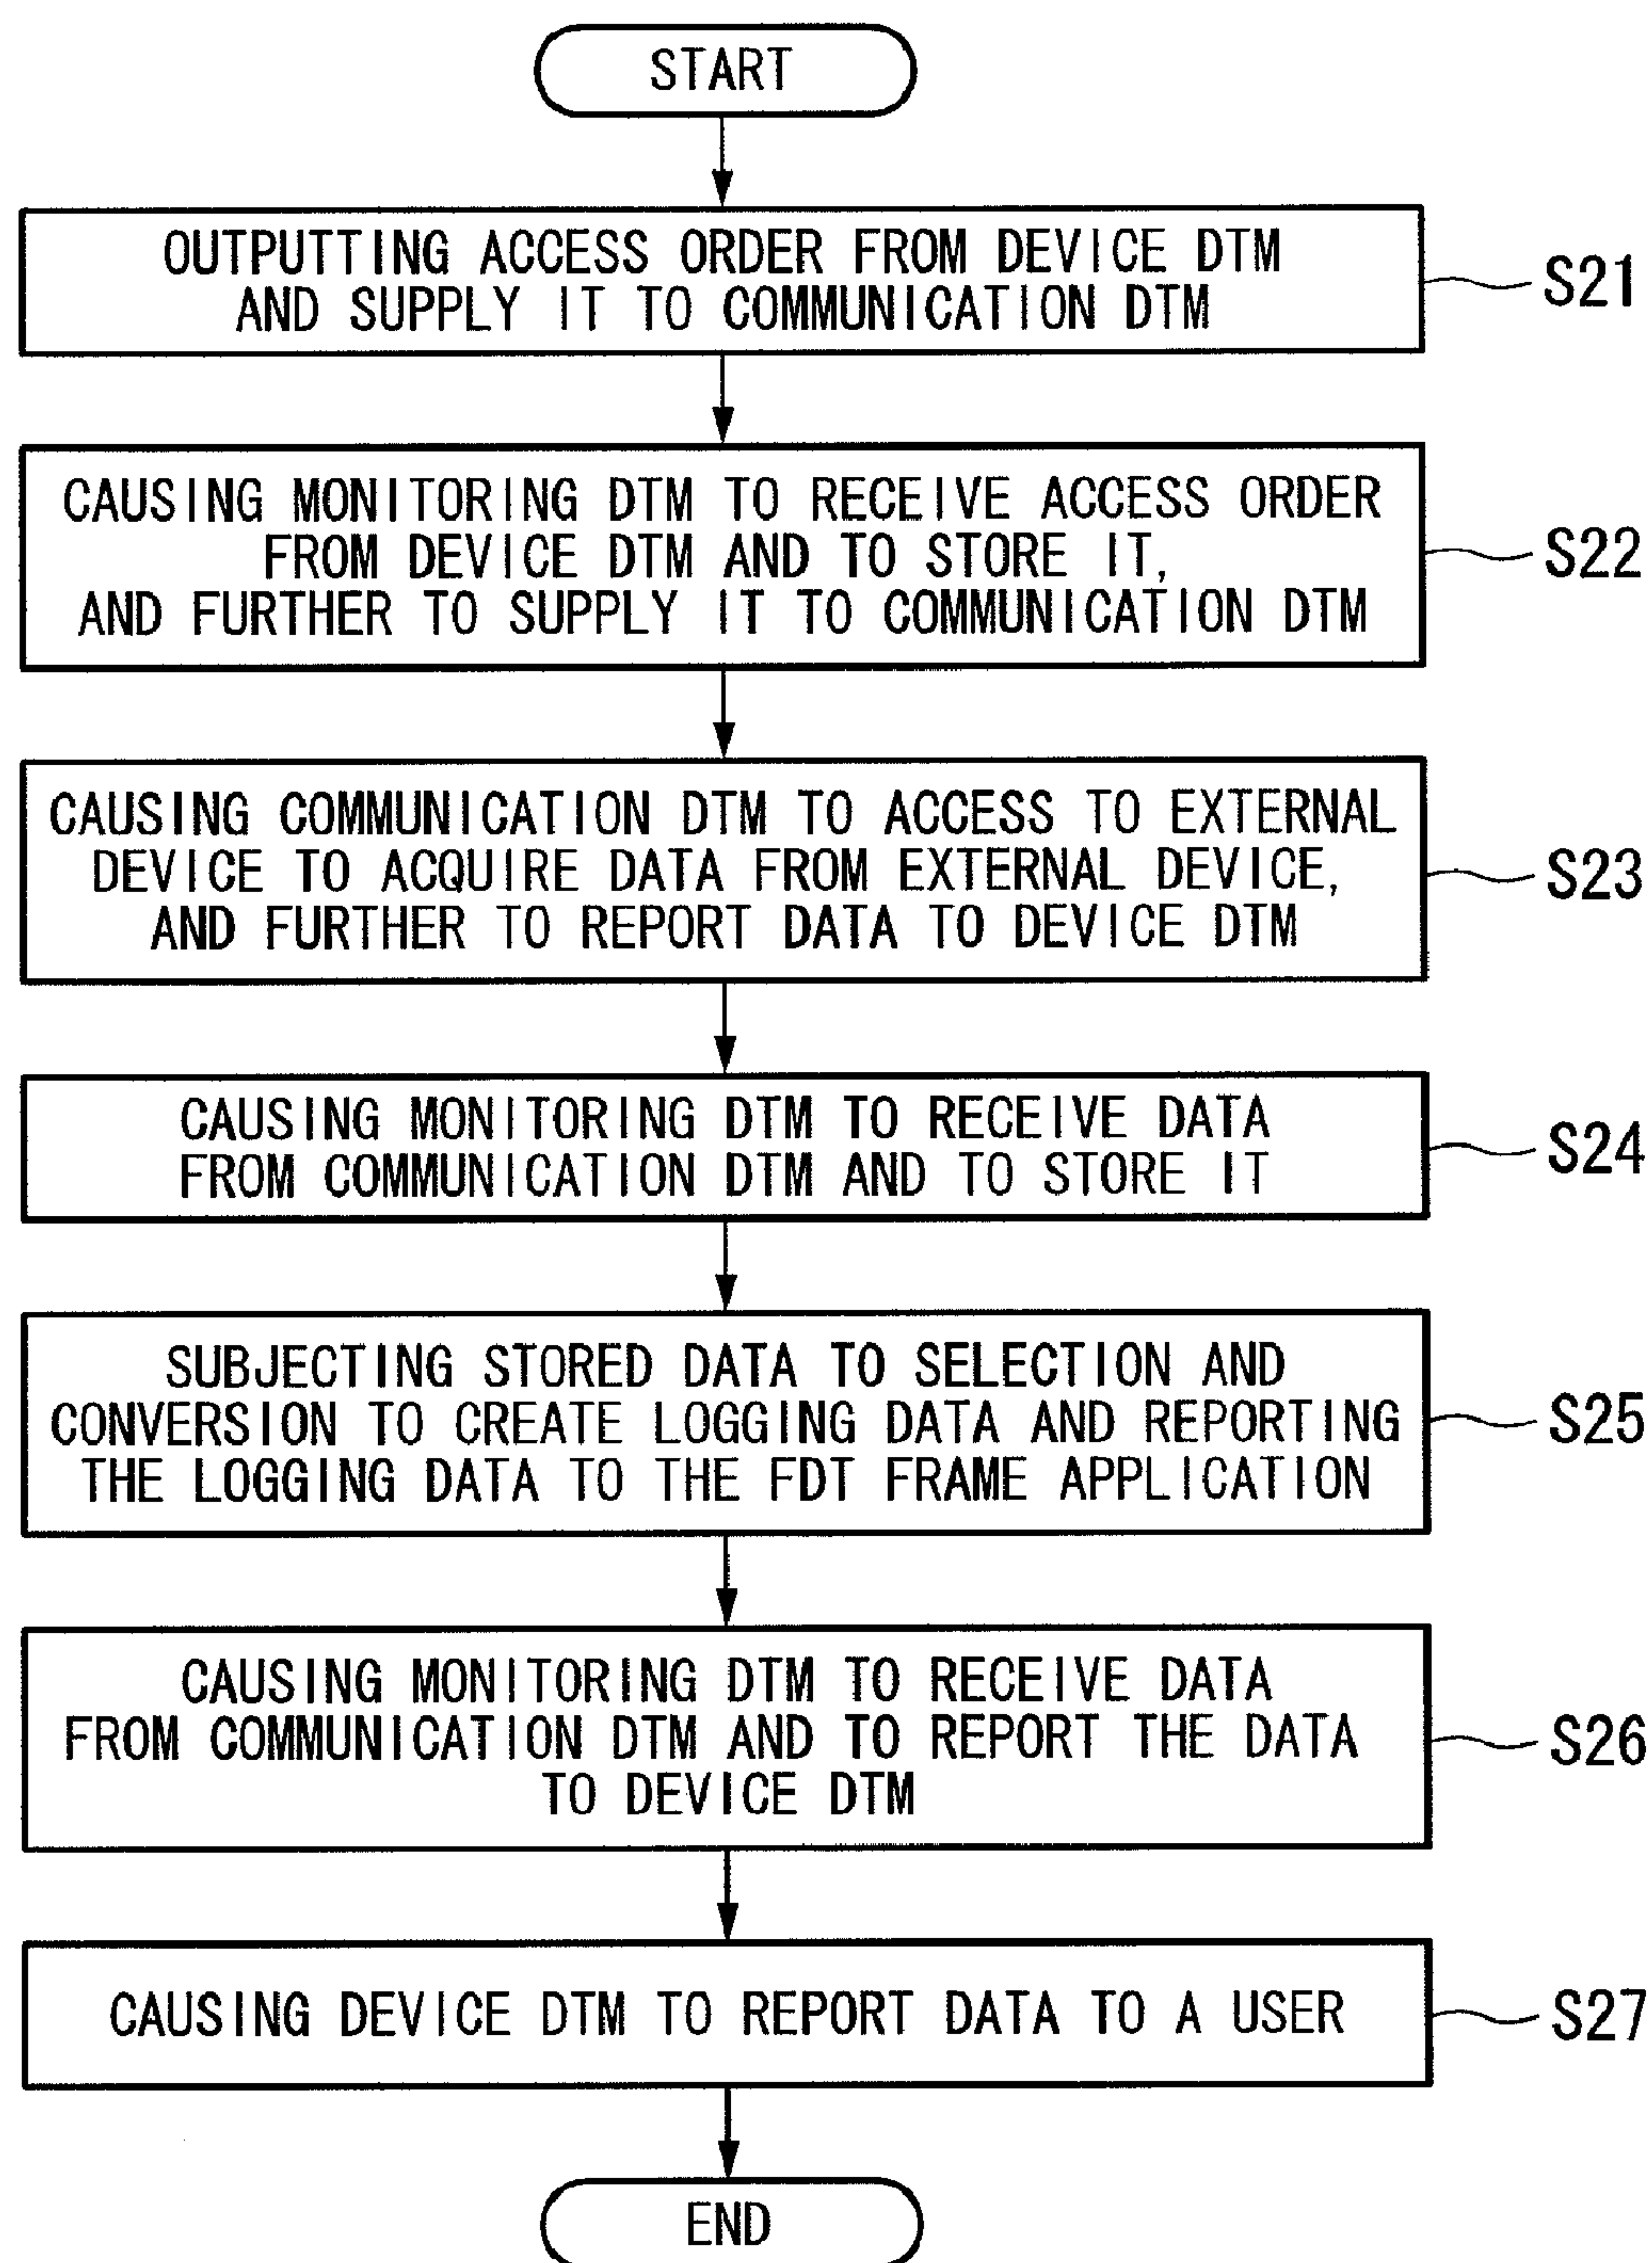 START
OUTPUTTING ACCESS ORDER FROM DEVICE DTM
AND SUPPLY IT TO COMMUNICATION DTM
S21
CAUSING MONITORING DTM TO RECEIVE ACCESS ORDER
FROM DEVICE DTM AND TO STORE IT,
AND FURTHER TO SUPPLY IT TO COMMUNICATION DTM
S22
CAUSING COMMUNICATION DTM TO ACCESS TO EXTERNAL
DEVICE TO ACQUIRE DATA FROM EXTERNAL DEVICE,
AND FURTHER TO REPORT DATA TO DEVICE DTM
S23
CAUSING MONITORING DTM TO RECEIVE DATA
FROM COMMUNICATION DTM AND TO STORE IT
S24
SUBJECTING STORED DATA TO SELECTION AND
CONVERSION TO CREATE LOGGING DATA AND REPORTING
THE LOGGING DATA TO THE FDT FRAME APPLICATION
S25
CAUSING MONITORING DTM TO RECEIVE DATA
FROM COMMUNICATION DTM AND TO REPORT THE DATA
TO DEVICE DTM
S26
CAUSING DEVICE DTM TO REPORT DATA TO A USER
S27
END